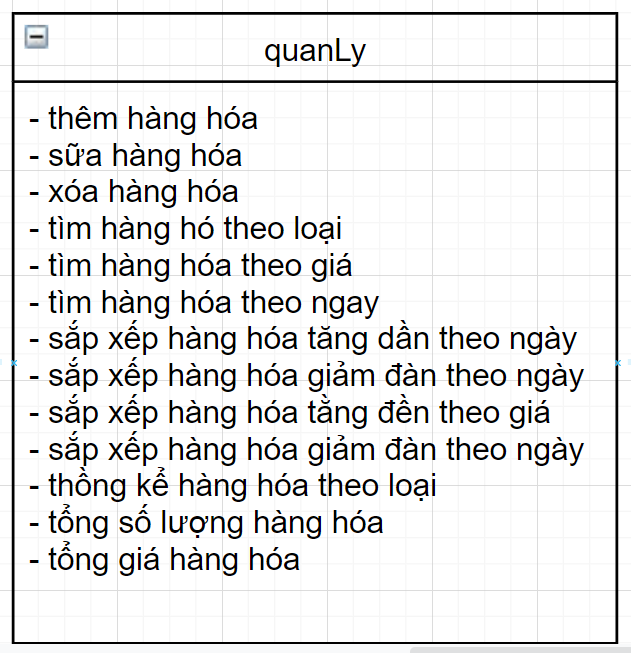 quanLy
- thêm hàng hóa
- sữa hàng hóa
- xóa hàng hóa
- tìm hàng hó theo loại
- tìm hàng hóa theo giá
- tìm hàng hóa theo ngay
- sắp xếp hàng hóa tăng dần theo ngày
- sắp xếp hàng hóa giảm đàn theo ngày
- sắp xếp hàng hóa tằng đền theo giá
- sắp xếp hàng hóa giảm đàn theo ngày
- thồng kể hàng hóa theo loại
- tổng số lượng hàng hóa
- tổng giá hàng hóa